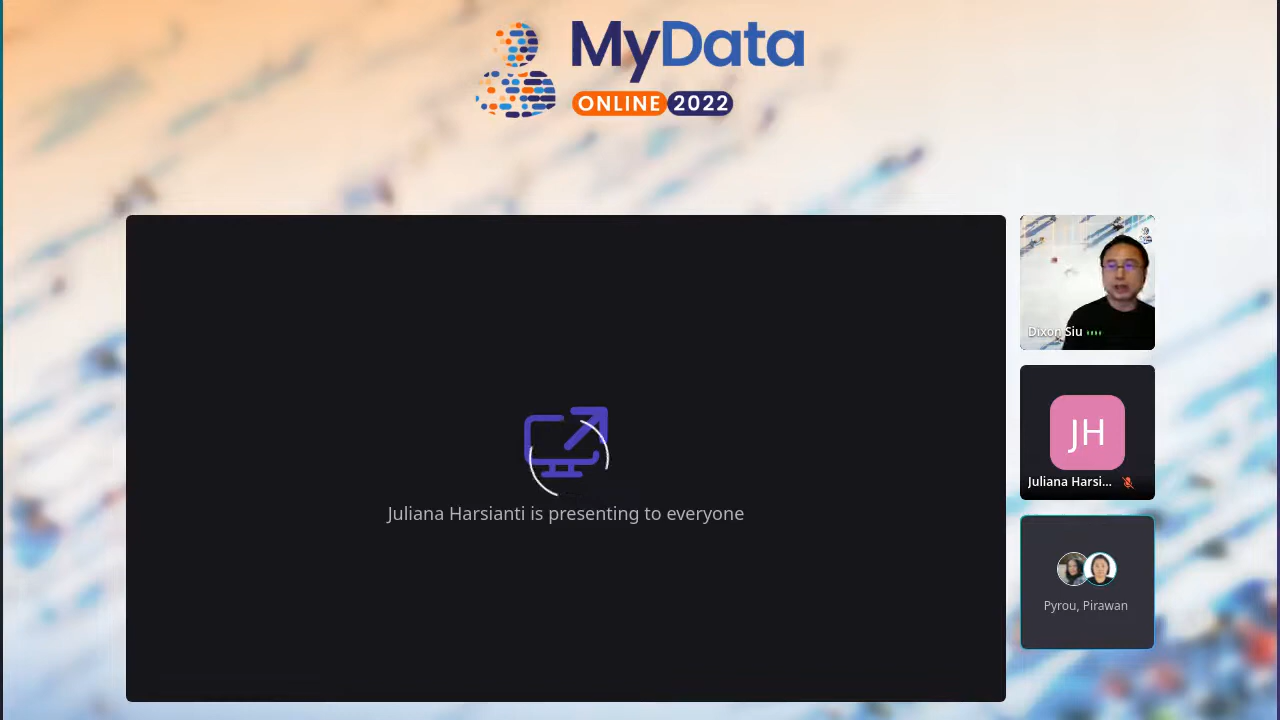 MyData
ONLINE 2022
Dixon Siu
JH
Juliana Harsi...
Juliana Harsianti is presenting to everyone
Pyrou, Pirawan